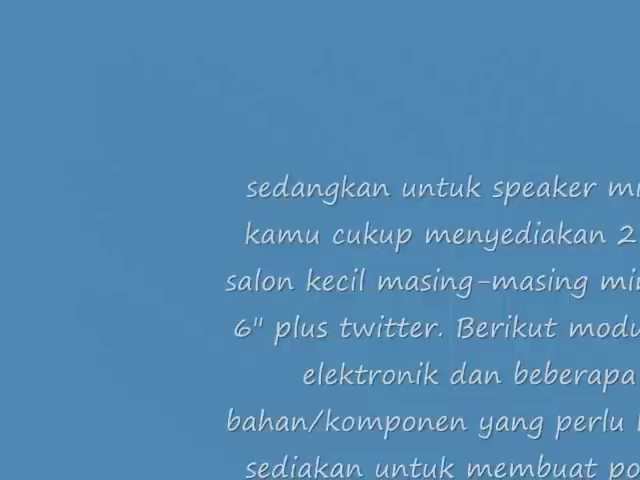 sedangkan untuk speaker
kamu cukup menyediakan 2
salon kecil masing-masing
6" plus twitter. Berikut
elektronik dan beberapa
bahan/komponen yang perlu
sediakan untuk membuat